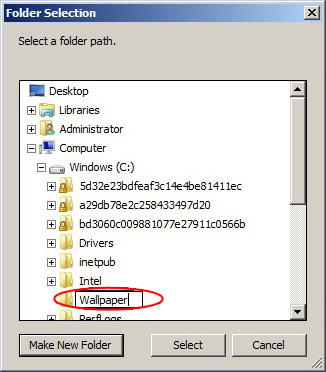 Folder Selection
Select a folder path.
Desktop
Libraries
Administrator
Computer
Windows (C:)
5d32e23bdfeaf3c14e4be81411ec
a29db78e2c258433497d20
bd3060c009881077e27911c0566b
Drivers
inetpub
Intel
Wallpaper
PerfLogs
Make New Folder
Select
Cancel